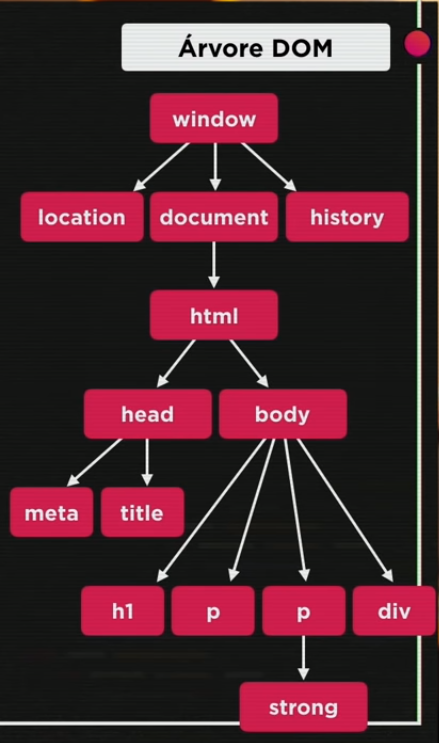 Árvore DOM
window
location document history
html
head body
meta title
h1 p p div
strong